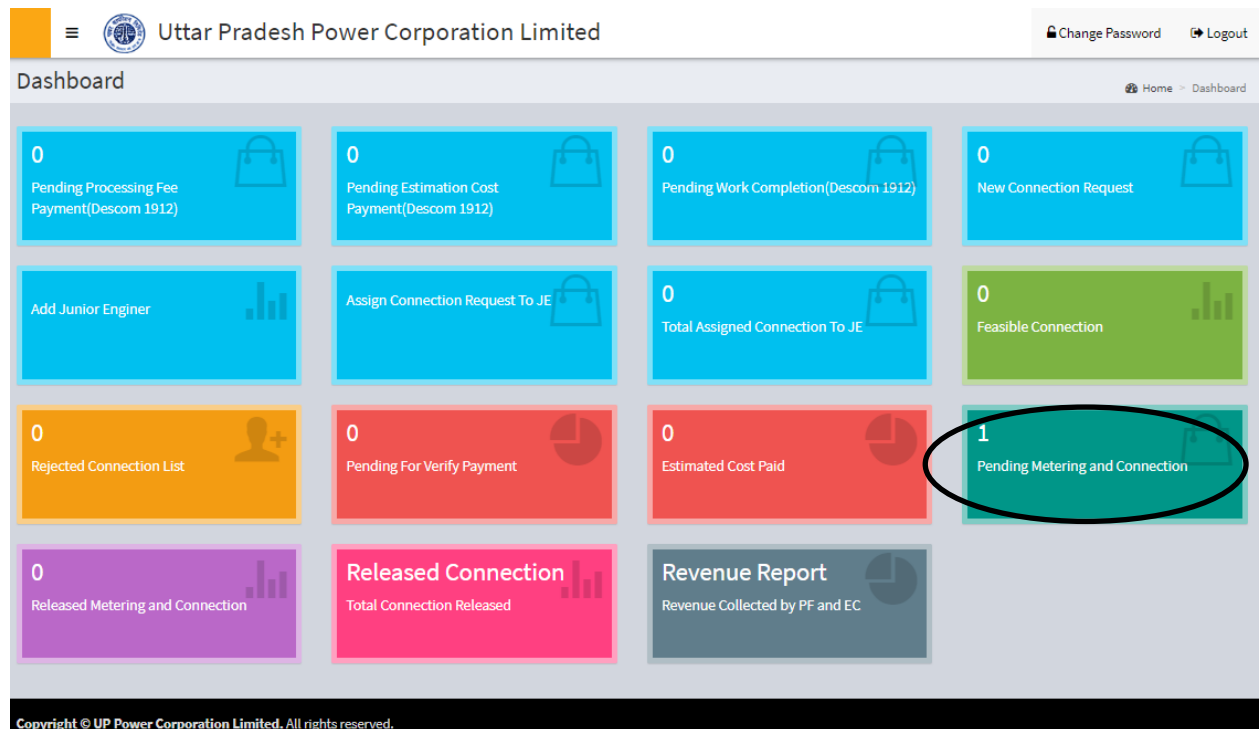 Uttar Pradesh Power Corporation Limited
Change Password
Logout
Dashboard
Home > Dashboard
0
Pending Processing Fee
Payment(Descom 1912)
0
Pending Estimation Cost
Payment(Descom 1912)
0
Pending Work Completion(Descom 1912)
0
New Connection Request
Add Junior Enginer
Assign Connection Request To JE
0
Total Assigned Connection To JE
0
Feasible Connection
0
Rejected Connection List
0
Pending For Verify Payment
0
Estimated Cost Paid
1
Pending Metering and Connection
0
Released Metering and Connection
Released Connection
Total Connection Released
Revenue Report
Revenue Collected by PF and EC
Copyright © UP Power Corporation Limited. All rights reserved.